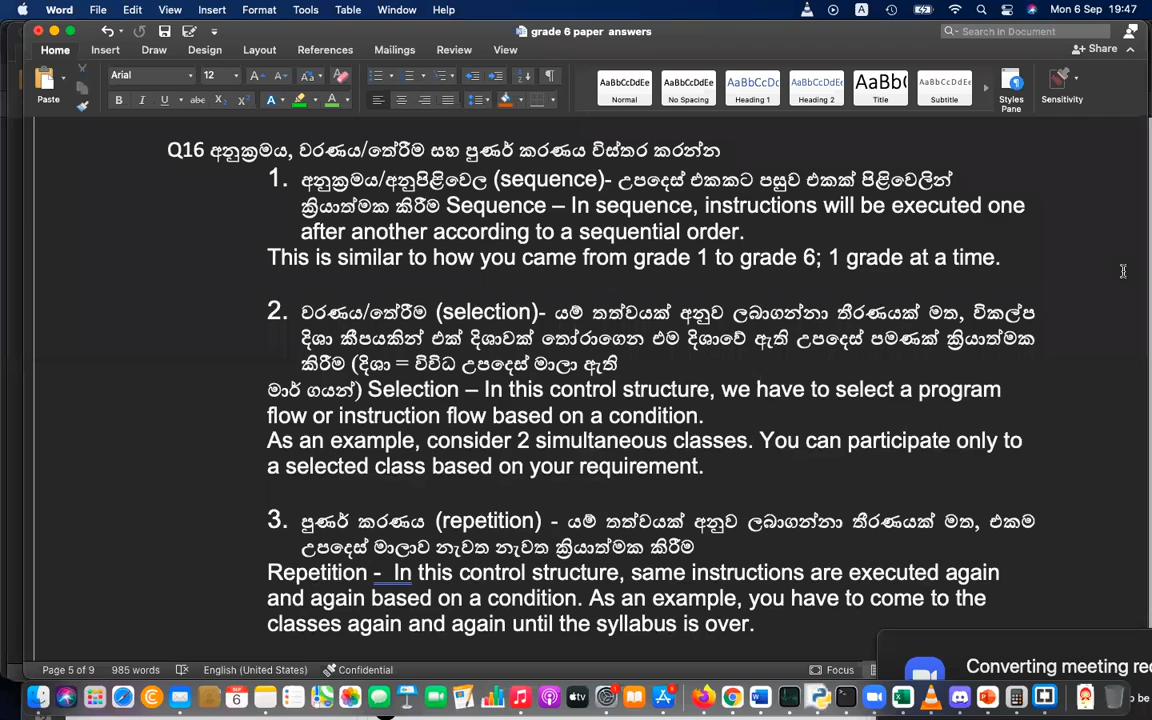 Word File Edit View Insert Format Tools Table Window Help Mon 6 Sep 19:47
grade 6 paper answers
Search in Document
Home Insert Draw Design Layout References Mailings Review View Share
Paste Arial 12
AaBbCcDdEe AaBbCcDdEe AaBbCcDc AaBbCcDdEe AaBb( AaBbCcDdEe
Normal No Spacing Heading 1 Heading 2 Title Subtitle Styles Pane Sensitivity
Q16 අනුක්‍රමය, වරණය/තේරීම සහ පුණර් කරණය විස්තර කරන්න
1. අනුක්‍රමය/අනුපිළිවෙල (sequence)- උපදෙස් එකකට පසුව එකක් පිළිවෙලින්
ක්‍රියාත්මක කිරීම Sequence – In sequence, instructions will be executed one
after another according to a sequential order.
This is similar to how you came from grade 1 to grade 6; 1 grade at a time.
2. වරණය/තේරීම (selection)- යම් තත්වයක් අනුව ලබාගන්නා තීරණයක් මත, විකල්ප
දිශා කීපයකින් එක් දිශාවක් තෝරාගෙන එම දිශාවේ ඇති උපදෙස් පමණක් ක්‍රියාත්මක
කිරීම (දිශා = විවිධ උපදෙස් මාලා ඇති
මාර් ගයන්) Selection – In this control structure, we have to select a program
flow or instruction flow based on a condition.
As an example, consider 2 simultaneous classes. You can participate only to
a selected class based on your requirement.
3. පුණර් කරණය (repetition) - යම් තත්වයක් අනුව ලබාගන්නා තීරණයක් මත, එකම
උපදෙස් මාලාව නැවත නැවත ක්‍රියාත්මක කිරීම
Repetition - In this control structure, same instructions are executed again
and again based on a condition. As an example, you have to come to the
classes again and again until the syllabus is over.
Page 5 of 9 985 words English (United States) Confidential Focus
Converting meeting rec